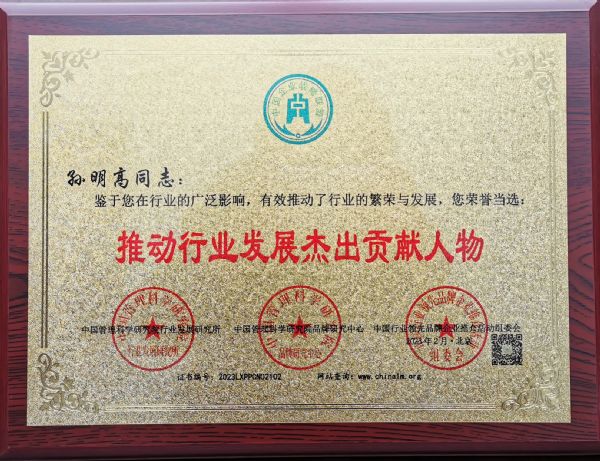 孙明高同志：
鉴于您在行业的广泛影响，有效推动了行业的繁荣与发展，您荣誉当选：
推动行业发展杰出贡献人物
中国管理科学研究院行业发展研究所 中国管理科学研究院品牌研究中心 中国行业领先品牌企业推介活动组委会
2023年2月·北京
证书编号：2023LXPPGN02102 网站查询：www.chinalm.org